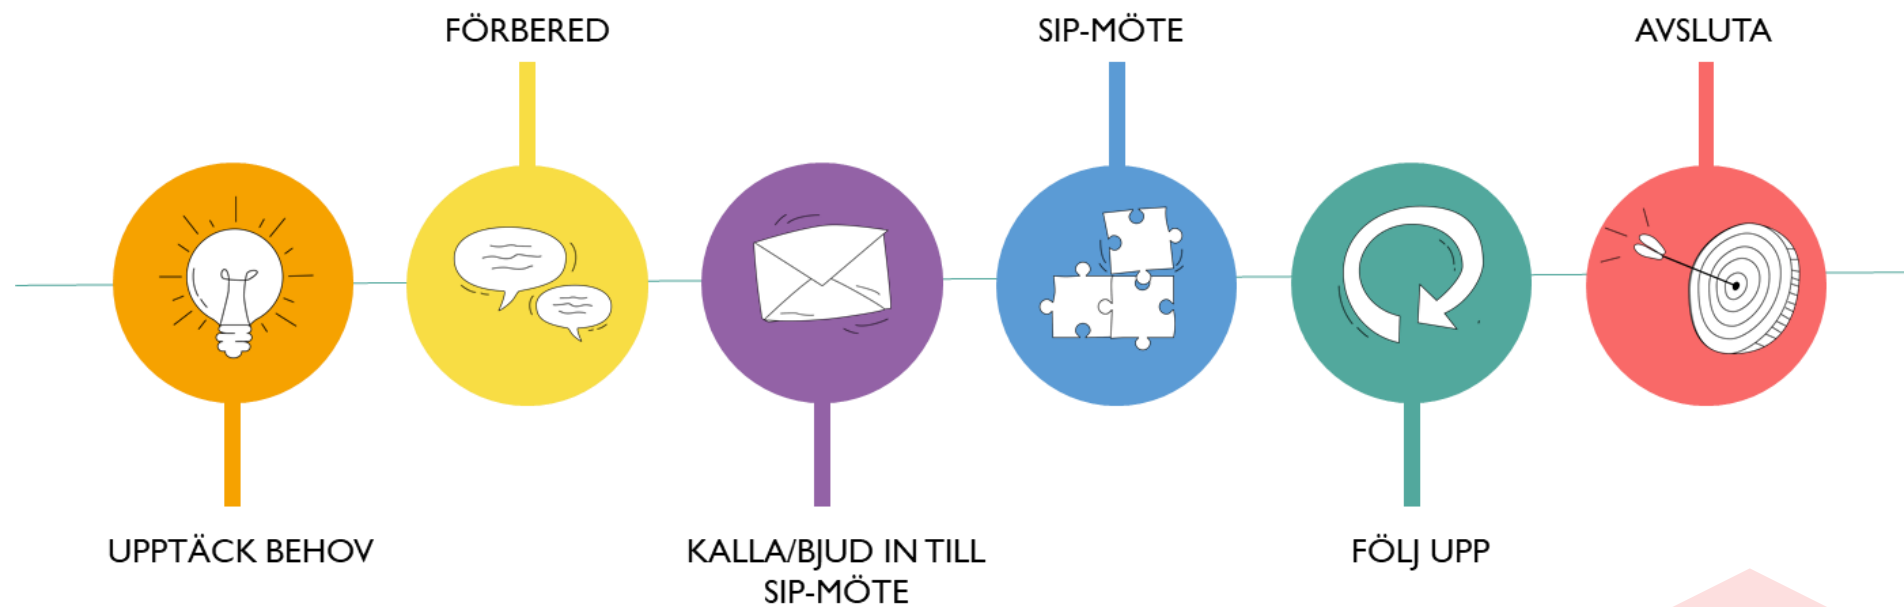 UPPTÄCK BEHOV
FÖRBERED
KALLA/BJUD IN TILL
SIP-MÖTE
SIP-MÖTE
FÖLJ UPP
AVSLUTA